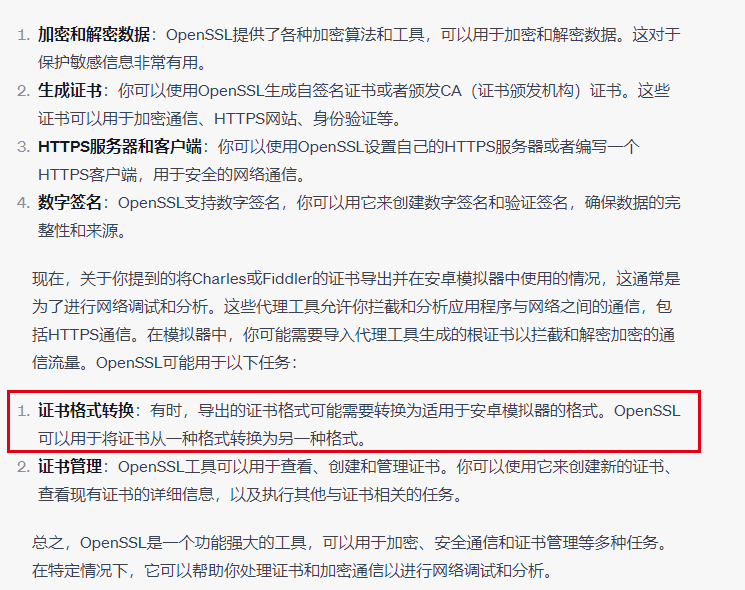 1. 加密和解密数据：OpenSSL提供了各种加密算法和工具，可以用于加密和解密数据。这对于
保护敏感信息非常有用。
2. 生成证书：你可以使用OpenSSL生成自签名证书或者颁发CA（证书颁发机构）证书。这些
证书可以用于加密通信、HTTPS网站、身份验证等。
3. HTTPS服务器和客户端：你可以使用OpenSSL设置自己的HTTPS服务器或者编写一个
HTTPS客户端，用于安全的网络通信。
4. 数字签名：OpenSSL支持数字签名，你可以用它来创建数字签名和验证签名，确保数据的完
整性和来源。
现在，关于你提到的将Charles或Fiddler的证书导出并在安卓模拟器中使用的情况，这通常是
为了进行网络调试和分析。这些代理工具允许你拦截和分析应用程序与网络之间的通信，包
括HTTPS通信。在模拟器中，你可能需要导入代理工具生成的根证书以拦截和解密加密的通
信流量。OpenSSL可能用于以下任务：
1. 证书格式转换：有时，导出的证书格式可能需要转换为适用于安卓模拟器的格式。OpenSSL
可以用于将证书从一种格式转换为另一种格式。
2. 证书管理：OpenSSL工具可以用于查看、创建和管理证书。你可以使用它来创建新的证书、
查看现有证书的详细信息，以及执行其他与证书相关的任务。
总之，OpenSSL是一个功能强大的工具，可以用于加密、安全通信和证书管理等多种任务。
在特定情况下，它可以帮助你处理证书和加密通信以进行网络调试和分析。